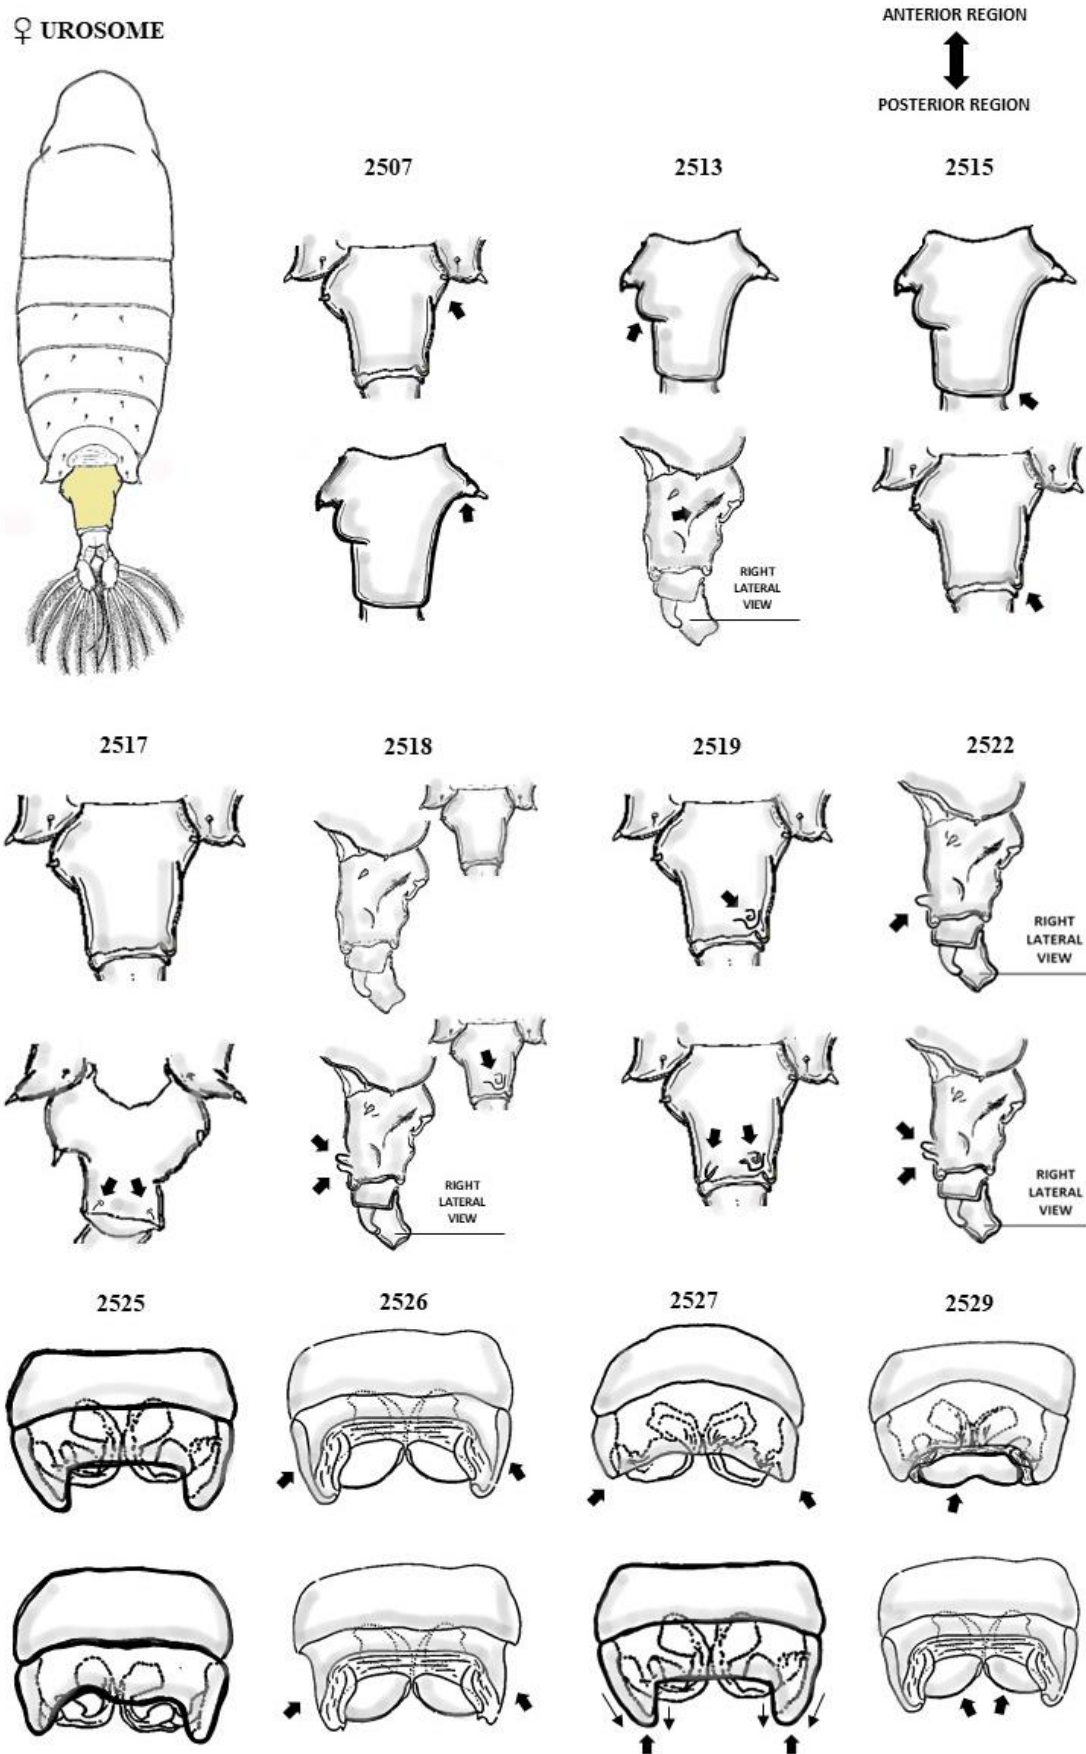 ♀ UROSOME
ANTERIOR REGION
POSTERIOR REGION
2507
2513
2515
RIGHT
LATERAL
VIEW
2517
2518
2519
2522
RIGHT
LATERAL
VIEW
RIGHT
LATERAL
VIEW
RIGHT
LATERAL
VIEW
2525
2526
2527
2529